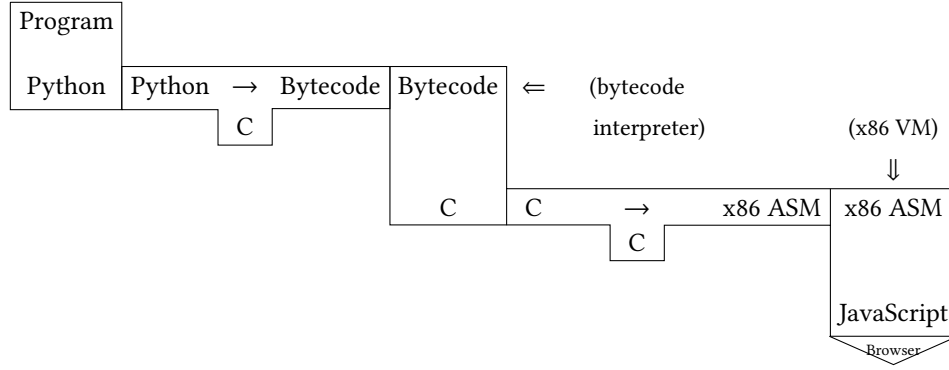 Program
Python Python → Bytecode Bytecode ⇐ (bytecode
C interpreter) (x86 VM)
⇓
C C → x86 ASM x86 ASM
C
JavaScript
Browser